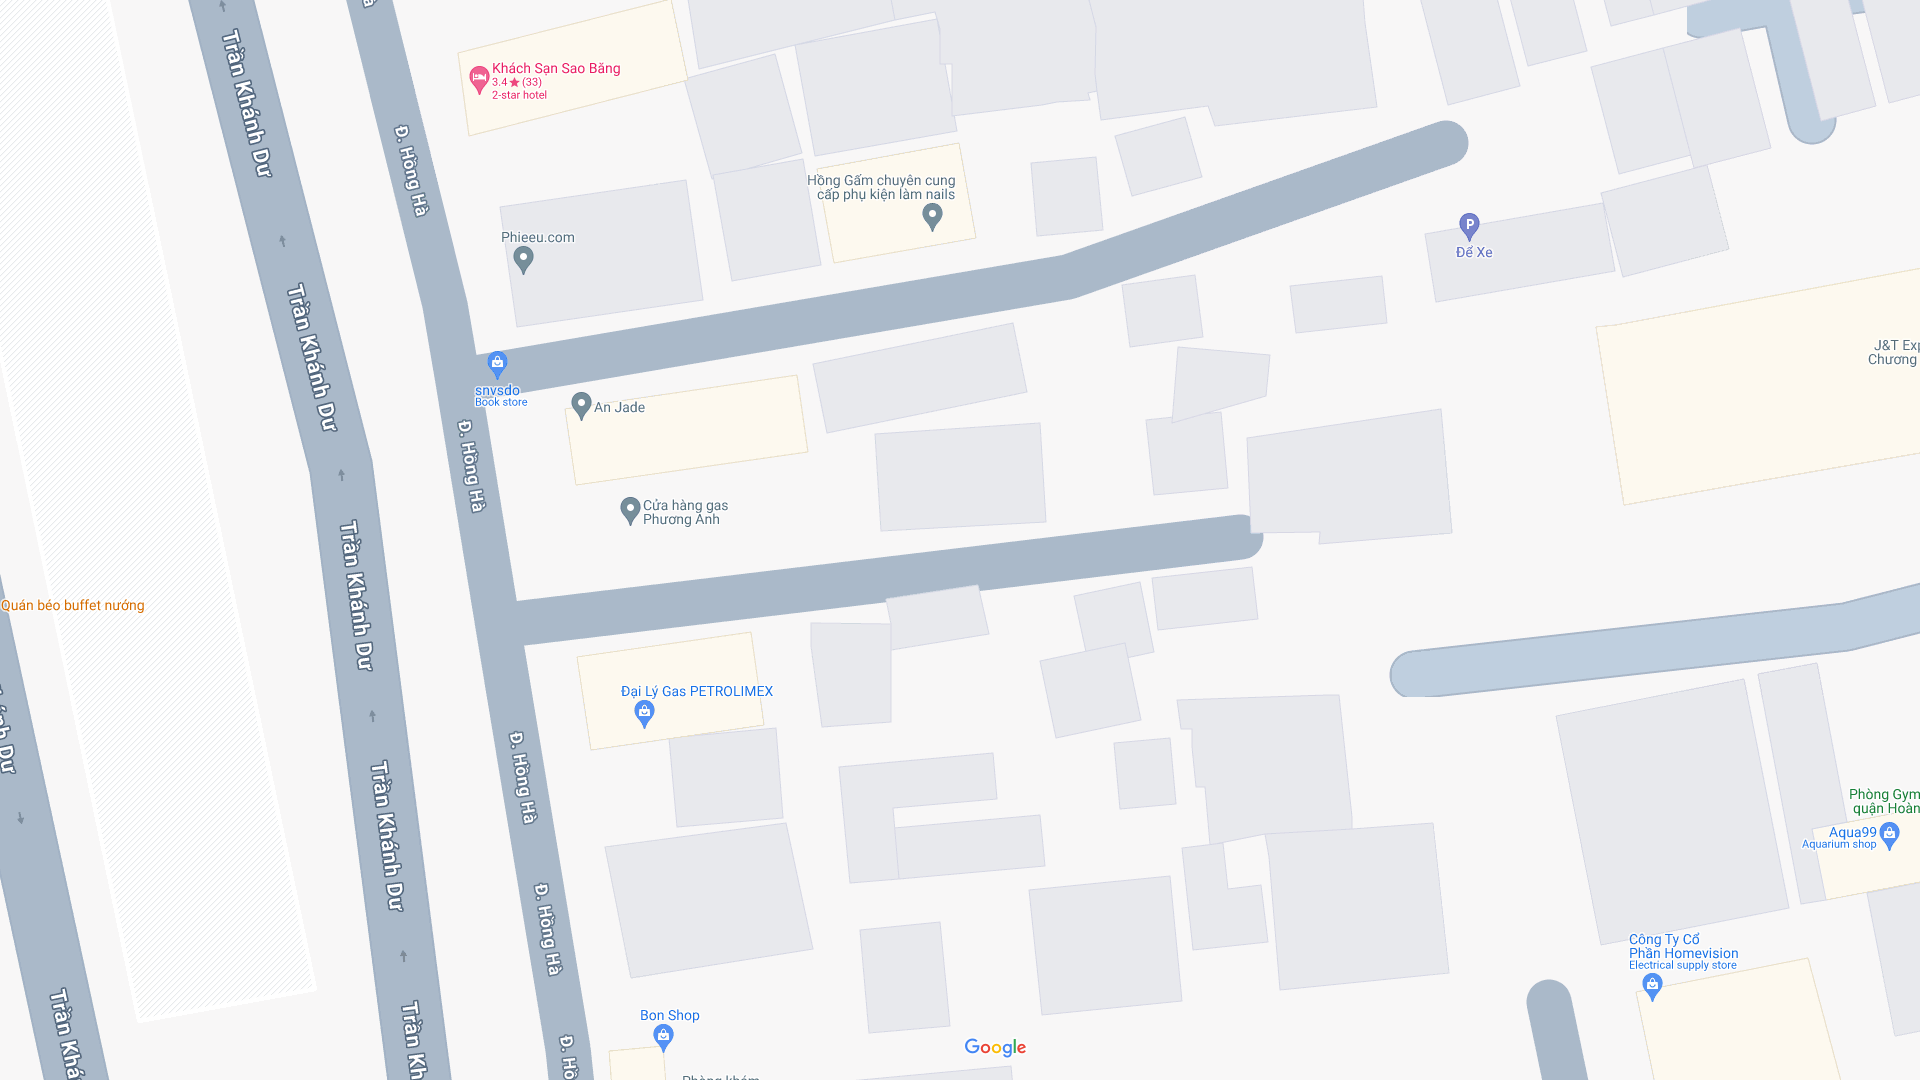 Trần Khánh Dư
Đ. Hồng Hà
Khách Sạn Sao Băng
3.4★(33)
2-star hotel
Hồng Gấm chuyên cung
cấp phụ kiện làm nails
Phieeu.com
P
Để Xe
Trần Khánh Dư
J&T Exp
Chương
snvsdo
Book store
An Jade
Đ. Hồng Hà
Cửa hàng gas
Phương Anh
Trần Khánh Dư
Quán béo buffet nướng
Đại Lý Gas PETROLIMEX
ánh Dư
Đ. Hồng Hà
Trần Khánh Dư
Phòng Gym
quận Hoàn
Aqua99
Aquarium shop
Đ. Hồng Hà
Công Ty Cổ
Phần Homevision
Electrical supply store
Trần Khá
Trần Kh
Bon Shop
Đ. Hồ
Google
Phòng khám